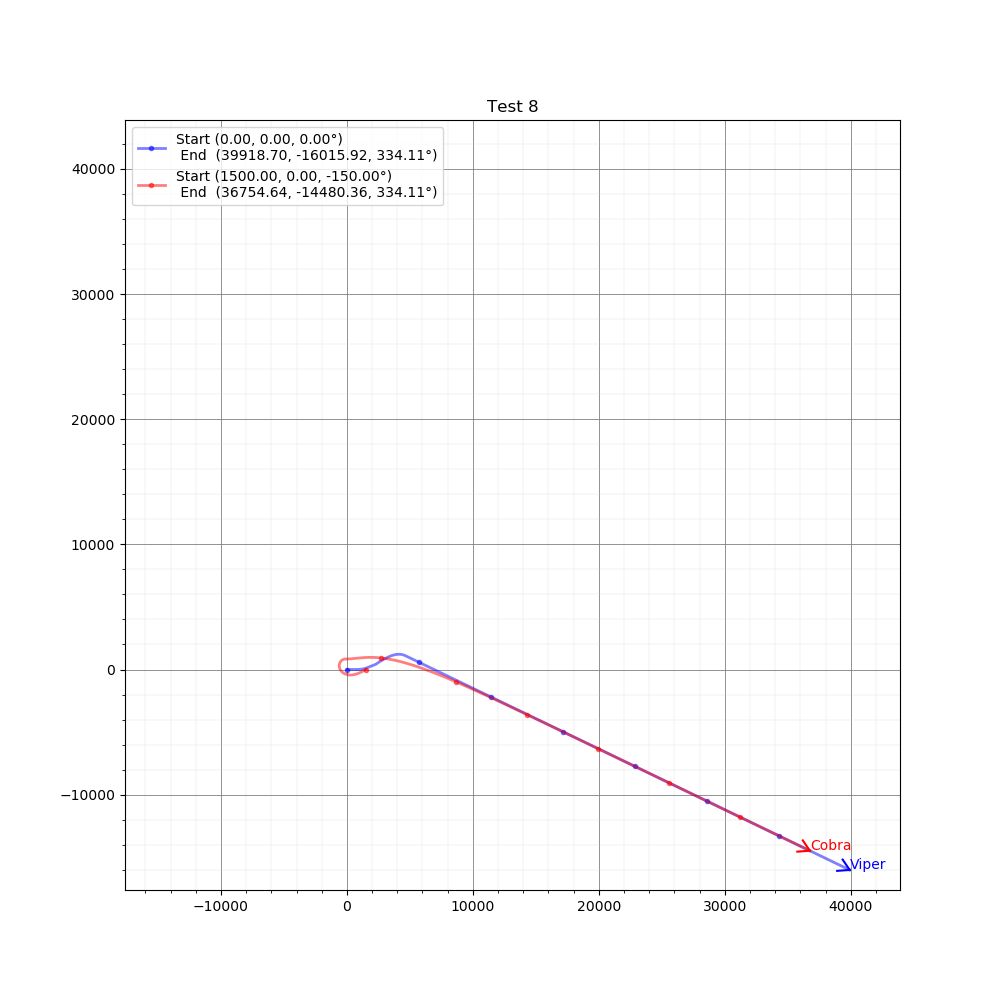 Test 8
Start (0.00, 0.00, 0.00°)
End  (39918.70, -16015.92, 334.11°)
Start (1500.00, 0.00, -150.00°)
End  (36754.64, -14480.36, 334.11°)
40000
30000
20000
10000
0
−10000
Cobra
Viper
−10000
0
10000
20000
30000
40000